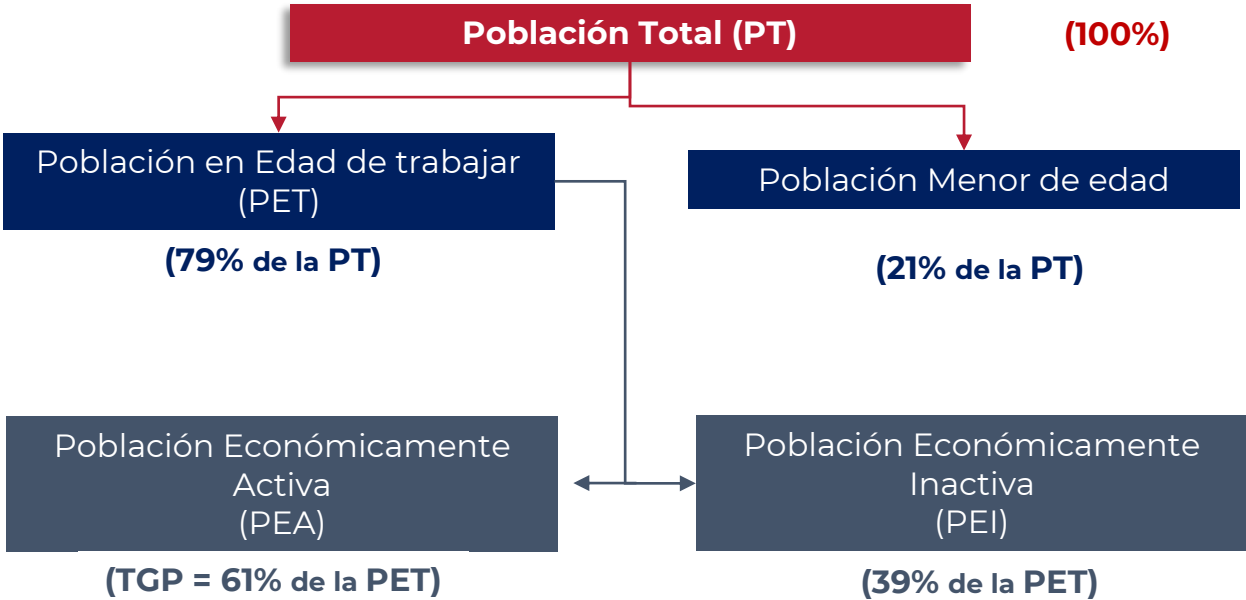 Población Total (PT)
(100%)
Población en Edad de trabajar
(PET)
Población Menor de edad
(79% de la PT)
(21% de la PT)
Población Económicamente
Activa
(PEA)
Población Económicamente
Inactiva
(PEI)
(TGP = 61% de la PET)
(39% de la PET)